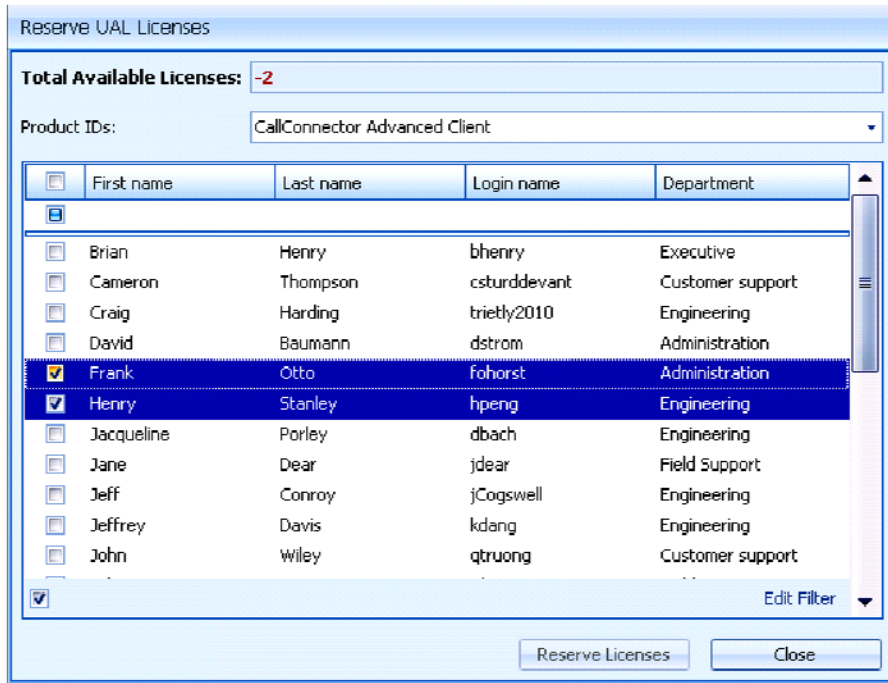 Reserve UAL Licenses
Total Available Licenses: -2
Product IDs: CallConnector Advanced Client
First name Last name Login name Department
Brian Henry bhenry Executive
Cameron Thompson csturddevant Customer support
Craig Harding trietly2010 Engineering
David Baumann dstrom Administration
Frank Otto fohorst Administration
Henry Stanley hpeng Engineering
Jacqueline Porley dbach Engineering
Jane Dear jdear Field Support
Jeff Conroy jCogswell Engineering
Jeffrey Davis kdang Engineering
John Wiley qtruong Customer support
Edit Filter
Reserve Licenses Close